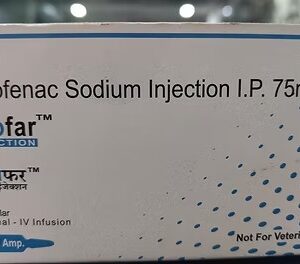 ofenac Sodium Injection I.P. 75m
ofar™
ECTION
फर™
ंजेक्शन
lar
al - IV Infusion
Amp.
Not For Veteri